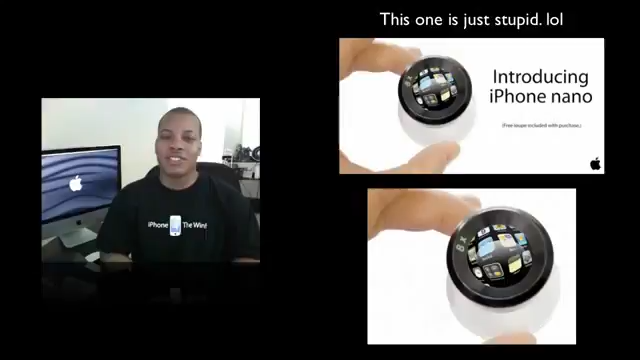 This one is just stupid. lol
Introducing
iPhone nano
(Free loupe included with purchase.)
iPhone The Win!